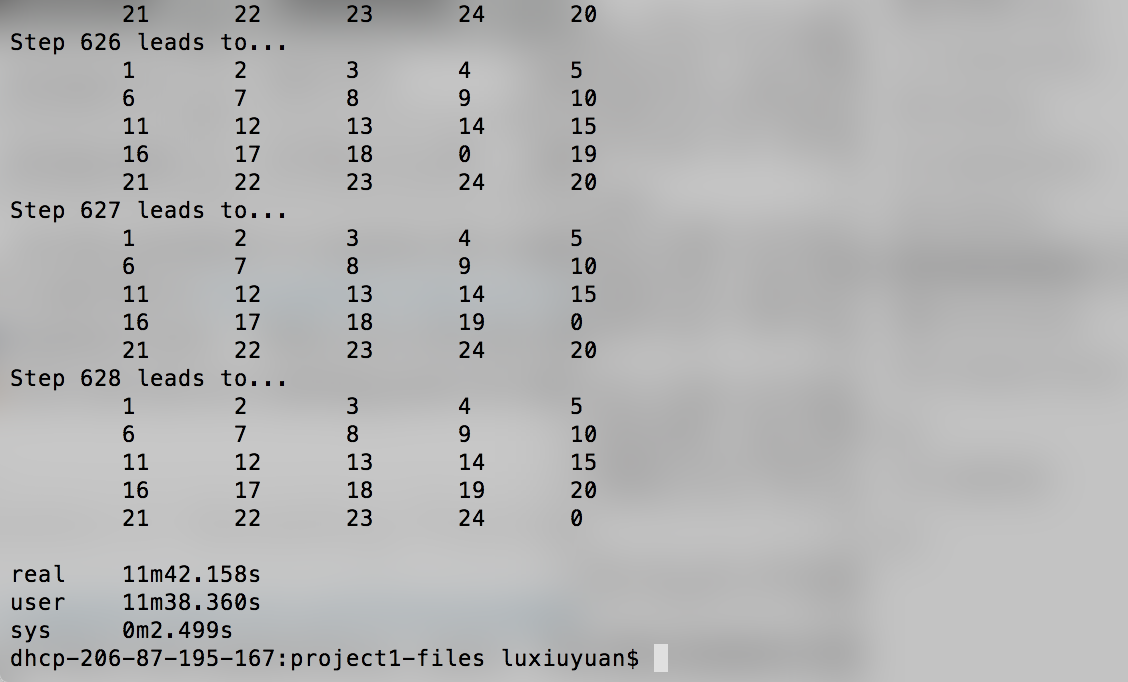 21 22 23 24 20
Step 626 leads to...
1 2 3 4 5
6 7 8 9 10
11 12 13 14 15
16 17 18 0 19
21 22 23 24 20
Step 627 leads to...
1 2 3 4 5
6 7 8 9 10
11 12 13 14 15
16 17 18 19 0
21 22 23 24 20
Step 628 leads to...
1 2 3 4 5
6 7 8 9 10
11 12 13 14 15
16 17 18 19 20
21 22 23 24 0
real 11m42.158s
user 11m38.360s
sys 0m2.499s
dhcp-206-87-195-167:project1-files luxiuyuan$